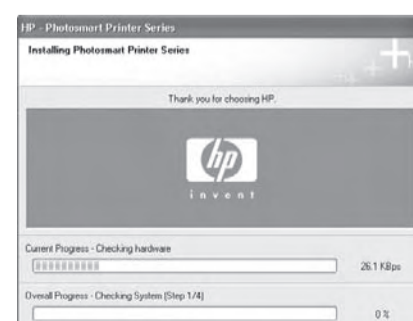 HP - Photosmart Printer Series
Installing Photosmart Printer Series
Thank you for choosing HP.
hp
invent
Current Progress - Checking hardware
26.1 KBps
Overall Progress - Checking System (Step 1/4)
0 %